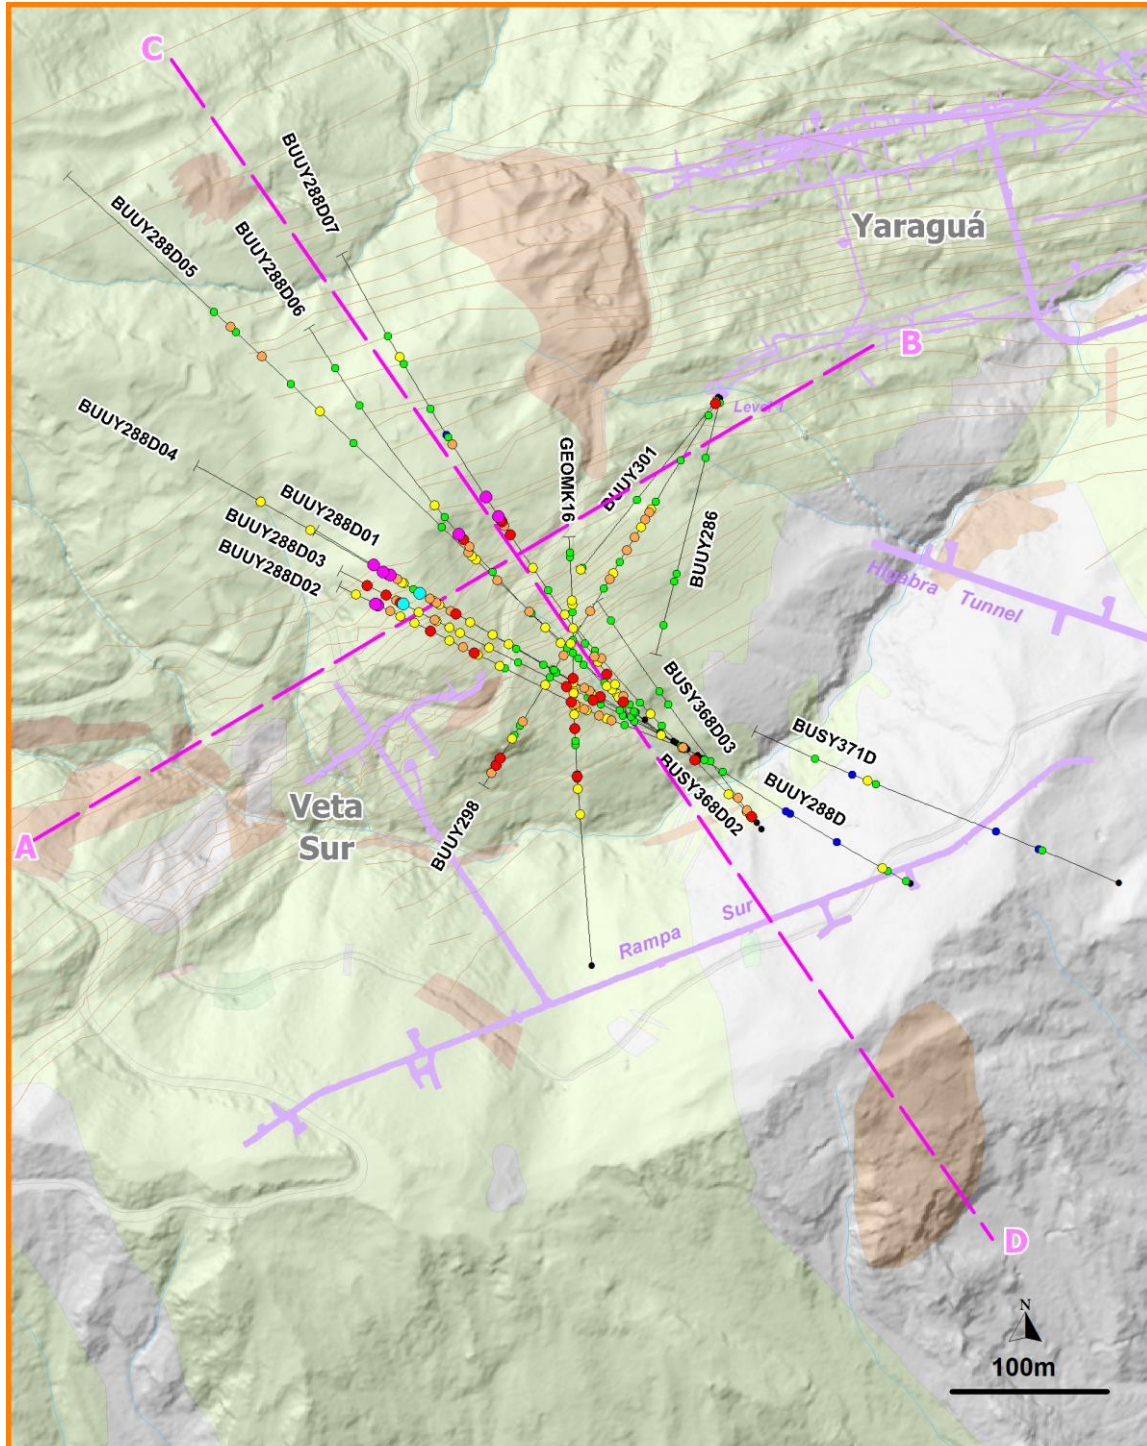 C
BUUY288D07
BUUY288D05
BUUY288D06
Yaraguá
B
Level 1
BUUY288D04
BUUY288D01
BUUY288D03
BUUY288D02
GEOMK16
BUUY301
BUUY286
Higabra Tunnel
BUSY368D03
BUSY371D
BUUY288D
BUSY368D02
BUUY298
Veta
Sur
A
Rampa Sur
D
N
100m